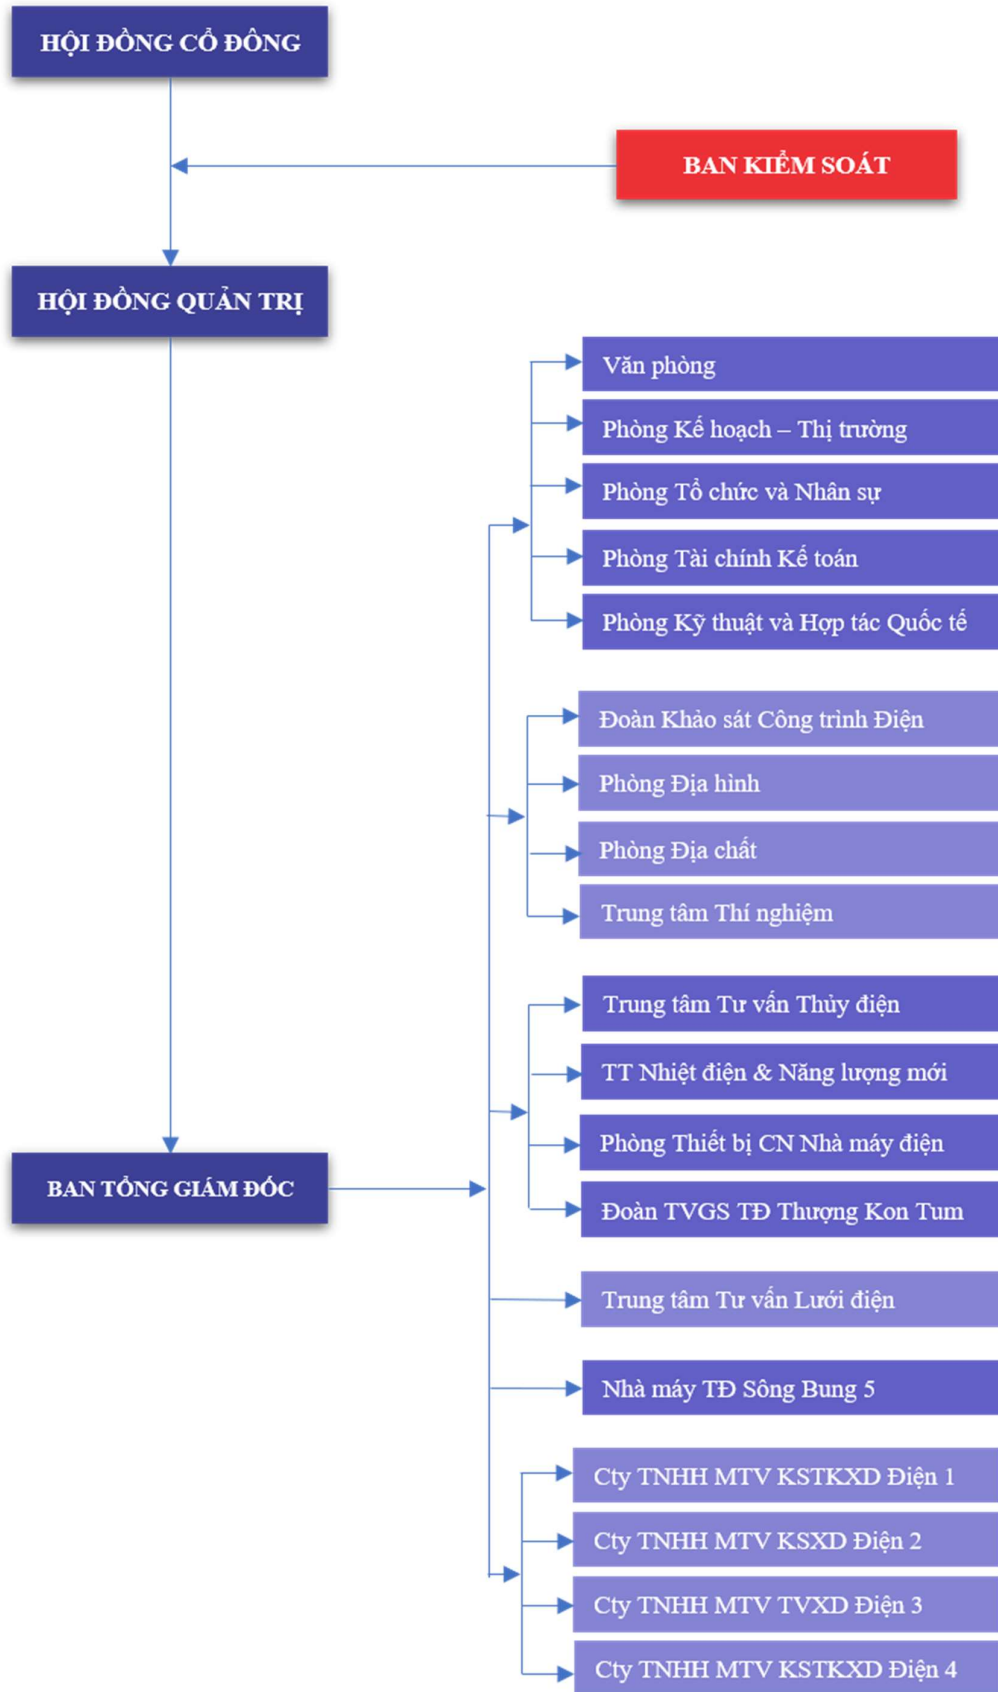 HỘI ĐỒNG CỔ ĐÔNG
BAN KIỂM SOÁT
HỘI ĐỒNG QUẢN TRỊ
Văn phòng
Phòng Kế hoạch – Thị trường
Phòng Tổ chức và Nhân sự
Phòng Tài chính Kế toán
Phòng Kỹ thuật và Hợp tác Quốc tế
Đoàn Khảo sát Công trình Điện
Phòng Địa hình
Phòng Địa chất
Trung tâm Thí nghiệm
Trung tâm Tư vấn Thủy điện
TT Nhiệt điện & Năng lượng mới
Phòng Thiết bị CN Nhà máy điện
BAN TỔNG GIÁM ĐỐC
Đoàn TVGS TĐ Thượng Kon Tum
Trung tâm Tư vấn Lưới điện
Nhà máy TĐ Sông Bung 5
Cty TNHH MTV KSTKXD Điện 1
Cty TNHH MTV KSXD Điện 2
Cty TNHH MTV TVXD Điện 3
Cty TNHH MTV KSTKXD Điện 4